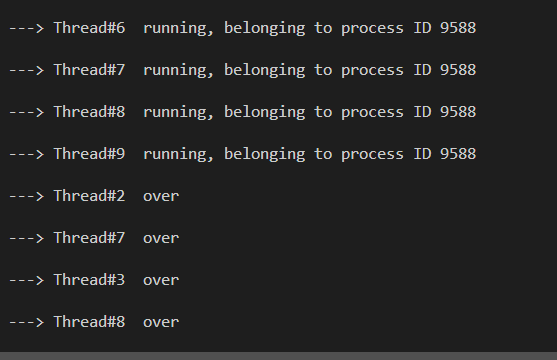 ---> Thread#6  running, belonging to process ID 9588
---> Thread#7  running, belonging to process ID 9588
---> Thread#8  running, belonging to process ID 9588
---> Thread#9  running, belonging to process ID 9588
---> Thread#2  over
---> Thread#7  over
---> Thread#3  over
---> Thread#8  over